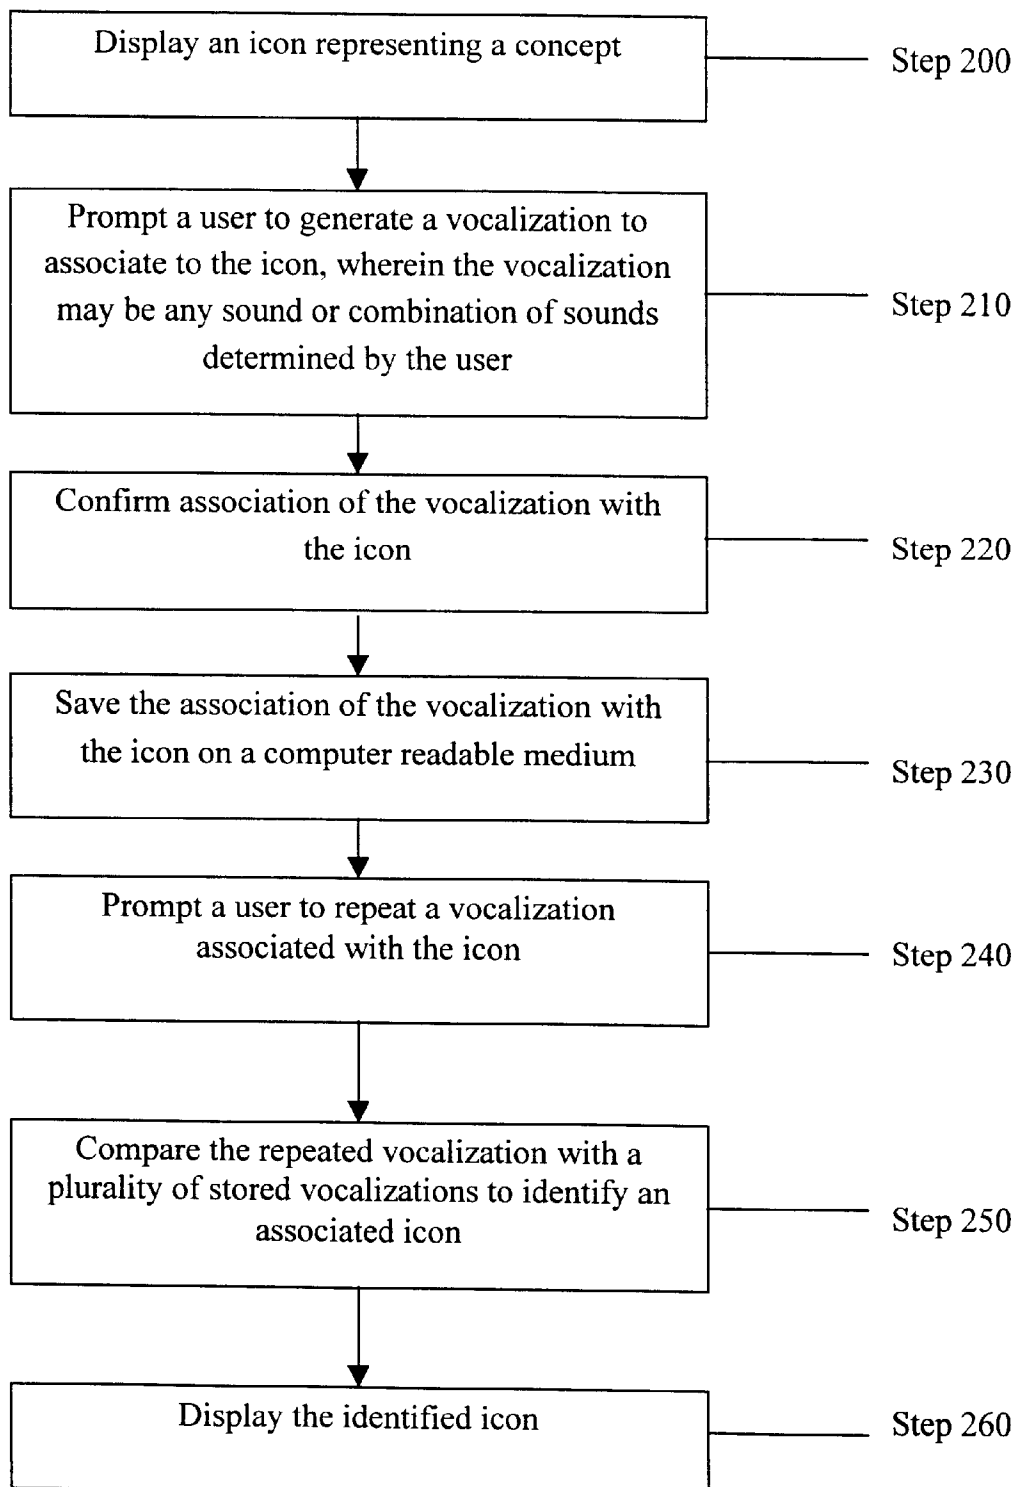 Display an icon representing a concept
Step 200
Prompt a user to generate a vocalization to
associate to the icon, wherein the vocalization
may be any sound or combination of sounds
determined by the user
Step 210
Confirm association of the vocalization with
the icon
Step 220
Save the association of the vocalization with
the icon on a computer readable medium
Step 230
Prompt a user to repeat a vocalization
associated with the icon
Step 240
Compare the repeated vocalization with a
plurality of stored vocalizations to identify an
associated icon
Step 250
Display the identified icon
Step 260